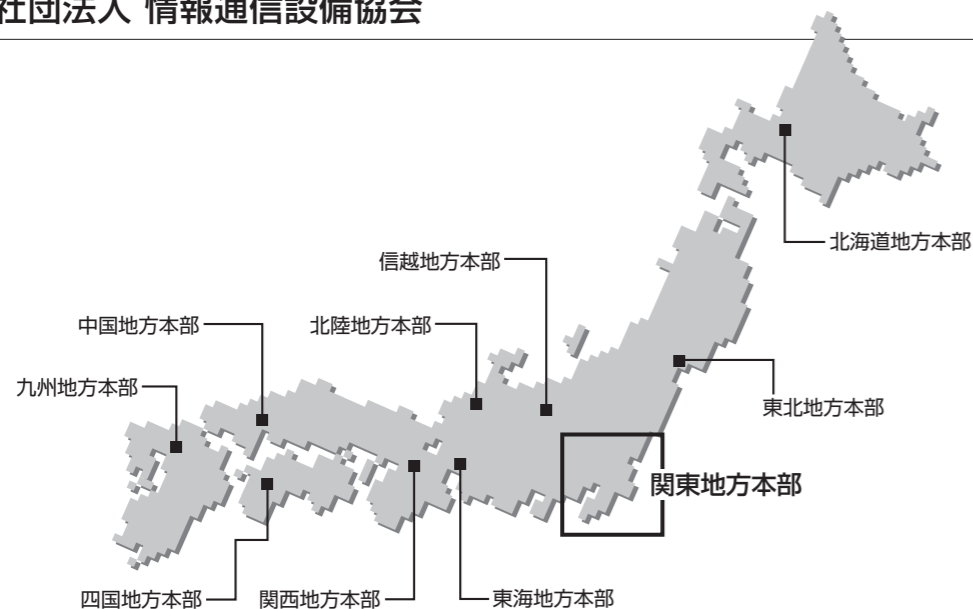 社団法人 情報通信設備協会
北海道地方本部
信越地方本部
中国地方本部
北陸地方本部
九州地方本部
東北地方本部
関東地方本部
四国地方本部
関西地方本部
東海地方本部